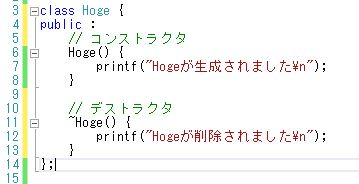 3 class Hoge {
4 public :
5 // コンストラクタ
6 Hoge() {
7 printf("Hogeが生成されました¥n");
8 }
9
10 // デストラクタ
11 ~Hoge() {
12 printf("Hogeが削除されました¥n");
13 }
14 };
15